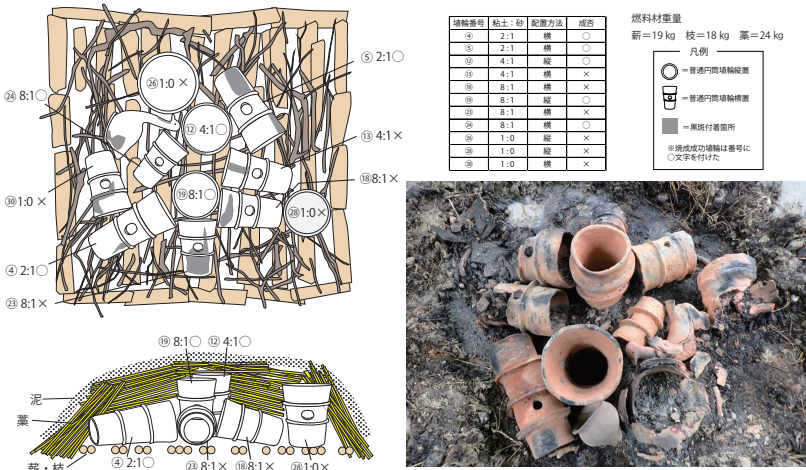 ㉖1:0 ×
⑤ 2:1○
㉔ 8:1○
⑫ 4:1○
⑬ 4:1×
⑱8:1×
⑲8:1○
㉚1:0 ×
㉘1:0×
④ 2:1○
㉓ 8:1×
⑲ 8:1○ ⑫ 4:1○
泥
藁
薪・枝
④ 2:1○
㉓ 8:1×
⑱8:1×
㉘1:0×
埴輪番号 粘土：砂 配置方法 成否
④ 2:1 横 ○
⑤ 2:1 横 ○
⑫ 4:1 縦 ○
⑬ 4:1 横 ×
⑱ 8:1 横 ×
⑲ 8:1 縦 ○
㉓ 8:1 横 ×
㉔ 8:1 横 ○
㉖ 1:0 縦 ×
㉘ 1:0 縦 ×
㉚ 1:0 横 ×
燃料材重量
薪＝19 kg 枝＝18 kg 藁＝24 kg
凡例
＝普通円筒埴輪縦置
＝普通円筒埴輪横置
＝黒斑付着箇所
※焼成成功埴輪は番号に
○文字を付けた